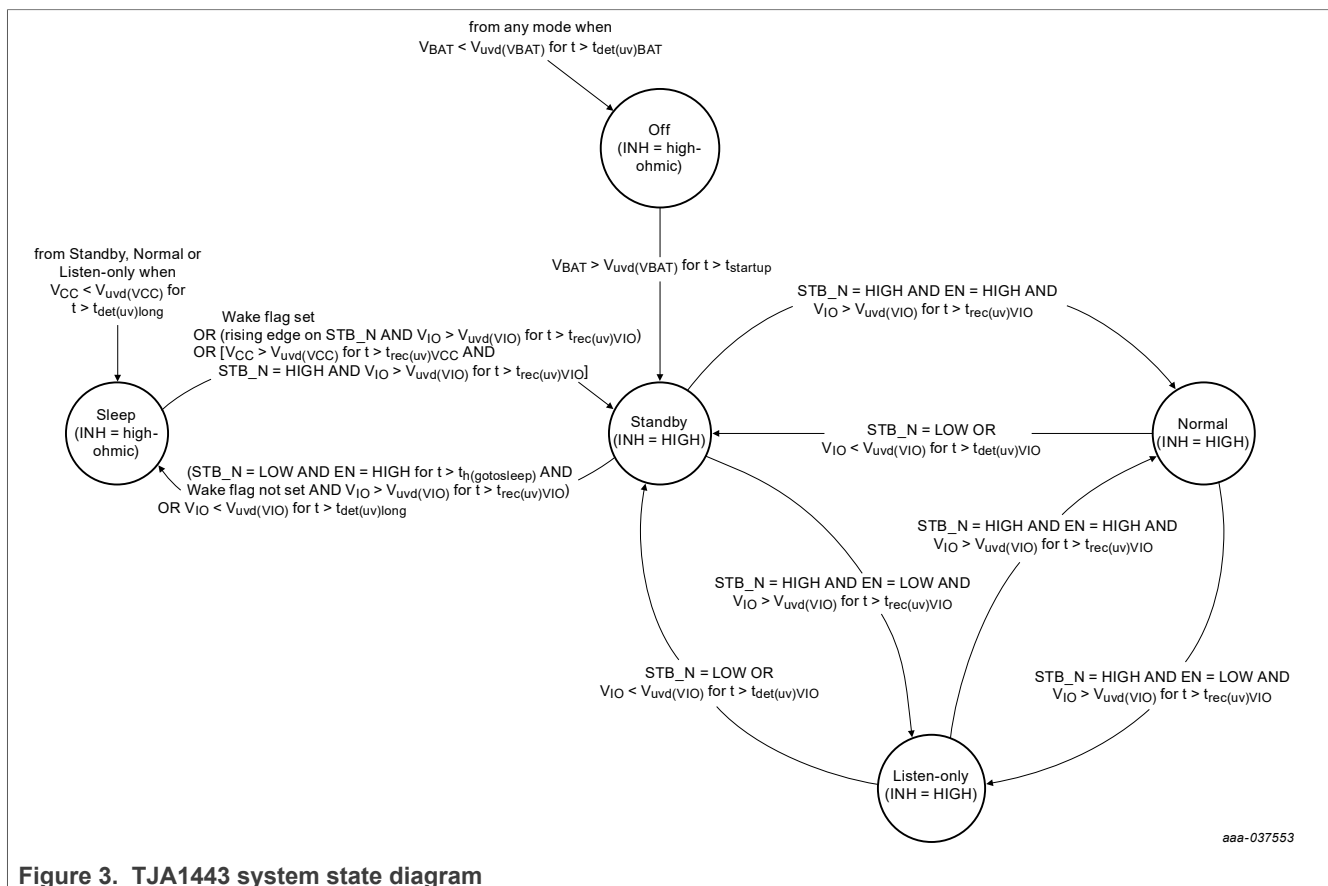 from any mode when
VBAT < Vuvd(VBAT) for t > tdet(uv)BAT
Off
(INH = high-
ohmic)
VBAT > Vuvd(VBAT) for t > tstartup
from Standby, Normal or
Listen-only when
VCC < Vuvd(VCC) for
t > tdet(uv)long
Wake flag set
OR (rising edge on STB_N AND VIO > Vuvd(VIO) for t > trec(uv)VIO)
OR [VCC > Vuvd(VCC) for t > trec(uv)VCC AND
STB_N = HIGH AND VIO > Vuvd(VIO) for t > trec(uv)VIO]
STB_N = HIGH AND EN = HIGH AND
VIO > Vuvd(VIO) for t > trec(uv)VIO
Sleep
(INH = high-
ohmic)
Standby
(INH = HIGH)
STB_N = LOW OR
VIO < Vuvd(VIO) for t > tdet(uv)VIO
Normal
(INH = HIGH)
(STB_N = LOW AND EN = HIGH for t > th(gotosleep) AND
Wake flag not set AND VIO > Vuvd(VIO) for t > trec(uv)VIO)
OR VIO < Vuvd(VIO) for t > tdet(uv)long
STB_N = HIGH AND EN = HIGH AND
VIO > Vuvd(VIO) for t > trec(uv)VIO
STB_N = HIGH AND EN = LOW AND
VIO > Vuvd(VIO) for t > trec(uv)VIO
STB_N = LOW OR
VIO < Vuvd(VIO) for t > tdet(uv)VIO
STB_N = HIGH AND EN = LOW AND
VIO > Vuvd(VIO) for t > trec(uv)VIO
Listen-only
(INH = HIGH)
aaa-037553
Figure 3. TJA1443 system state diagram